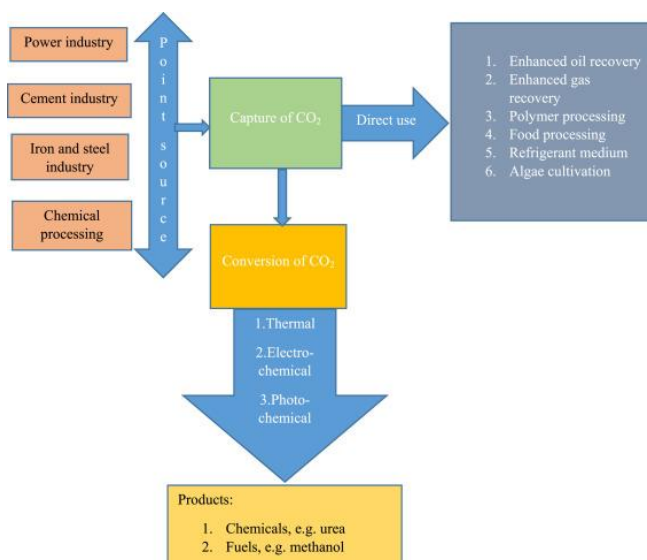 Power industry
Cement industry
Iron and steel
industry
Chemical
processing
Point source
Capture of CO₂
Direct use
1. Enhanced oil recovery
2. Enhanced gas
recovery
3. Polymer processing
4. Food processing
5. Refrigerant medium
6. Algae cultivation
Conversion of CO₂
1.Thermal
2.Electro-
chemical
3.Photo-
chemical
Products:
1. Chemicals, e.g. urea
2. Fuels, e.g. methanol